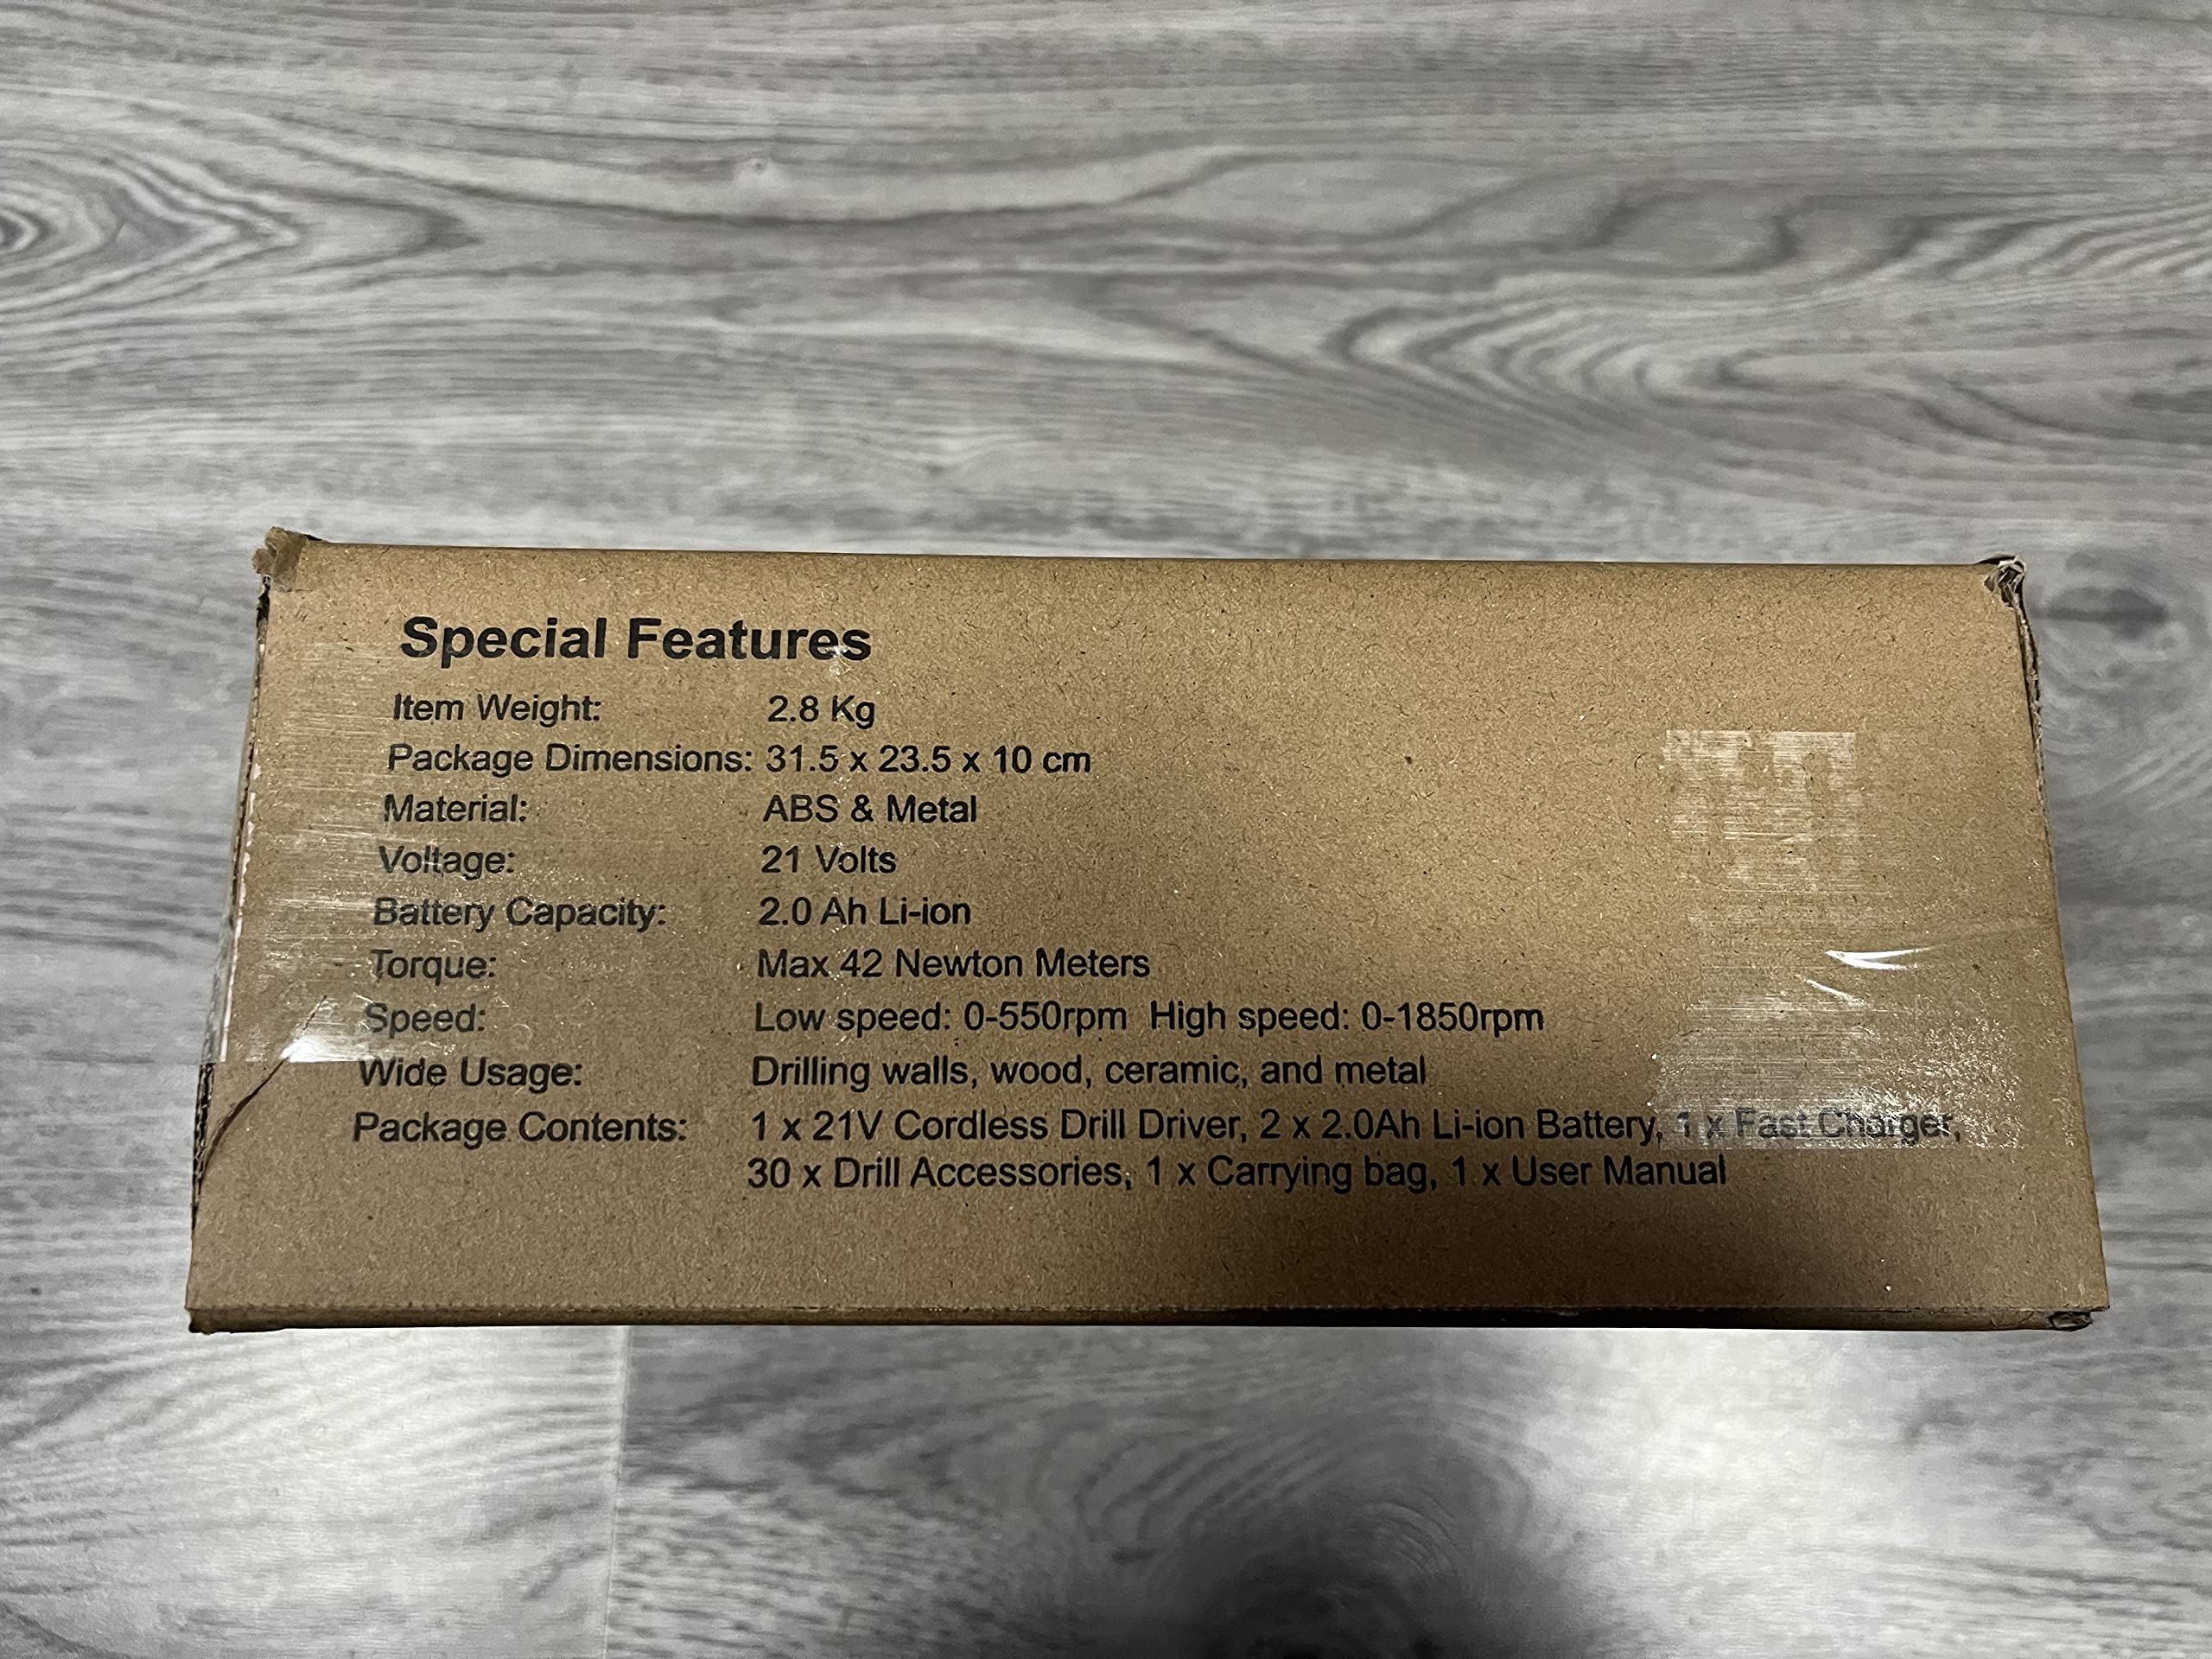 Special Features
Item Weight: 2.8 Kg
Package Dimensions: 31.5 x 23.5 x 10 cm
Material: ABS & Metal
Voltage: 21 Volts
Battery Capacity: 2.0 Ah Li-ion
Torque: Max 42 Newton Meters
Speed: Low speed: 0-550rpm High speed: 0-1850rpm
Wide Usage: Drilling walls, wood, ceramic, and metal
Package Contents: 1 x 21V Cordless Drill Driver, 2 x 2.0Ah Li-ion Battery, 1 x Fast Charger,
30 x Drill Accessories, 1 x Carrying bag, 1 x User Manual